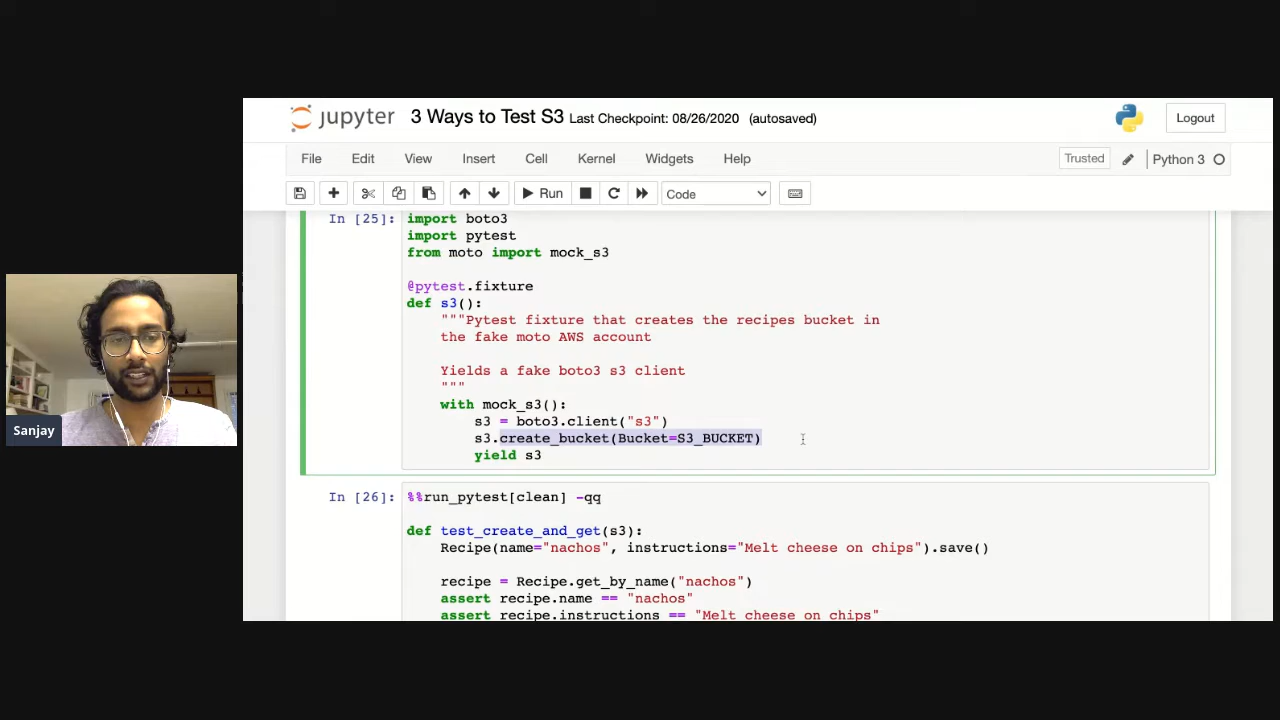 jupyter 3 Ways to Test S3 Last Checkpoint: 08/26/2020 (autosaved) Logout
File Edit View Insert Cell Kernel Widgets Help Trusted Python 3
Run Code
In [25]: import boto3
import pytest
from moto import mock_s3
@pytest.fixture
def s3():
"""Pytest fixture that creates the recipes bucket in
the fake moto AWS account
Yields a fake boto3 s3 client
"""
with mock_s3():
s3 = boto3.client("s3")
s3.create_bucket(Bucket=S3_BUCKET)
yield s3
In [26]: %%run_pytest[clean] -qq
def test_create_and_get(s3):
Recipe(name="nachos", instructions="Melt cheese on chips").save()
recipe = Recipe.get_by_name("nachos")
assert recipe.name == "nachos"
assert recipe.instructions == "Melt cheese on chips"
Sanjay